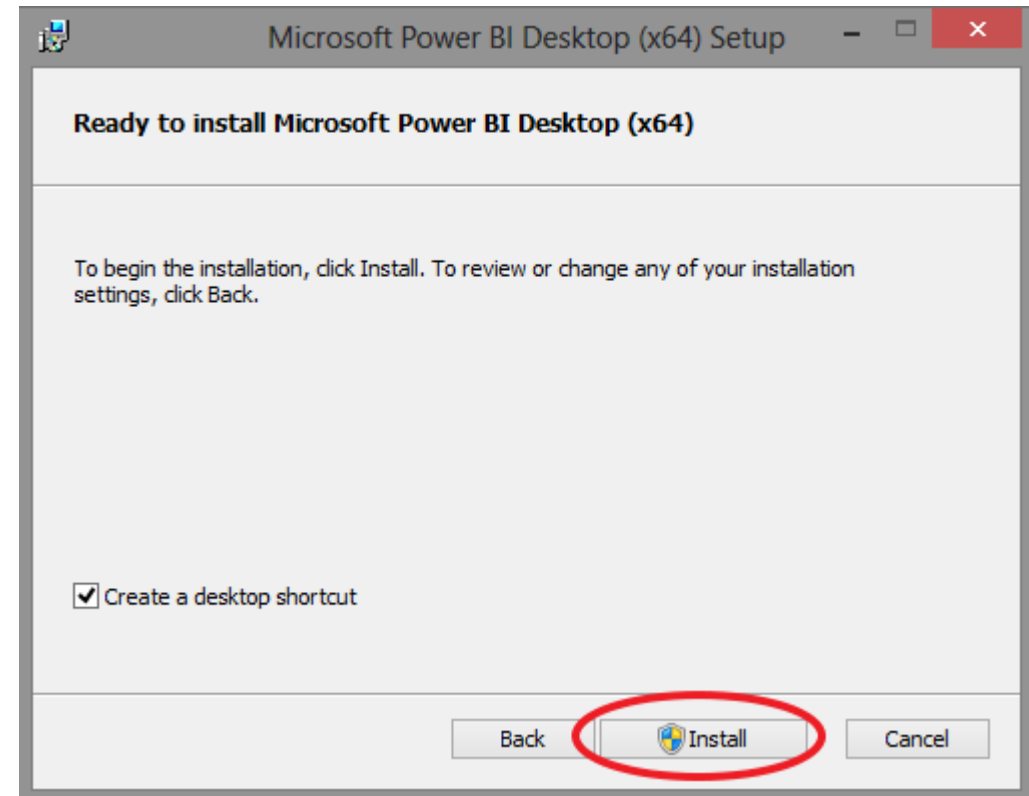 Microsoft Power BI Desktop (x64) Setup
Ready to install Microsoft Power BI Desktop (x64)
To begin the installation, click Install. To review or change any of your installation
settings, click Back.
Create a desktop shortcut
Back Install Cancel